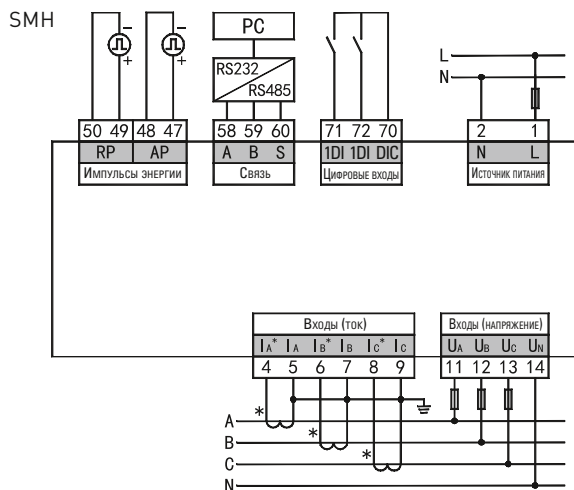 SMH
PC
RS232
RS485
L
N
- + - +
50 49 48 47
58 59 60
71 72 70
2 1
RP AP
A B S
1DI 1DI DIC
N L
Импульсы энергии
Связь
Цифровые входы
Источник питания
Входы (ток)
Входы (напряжение)
IA* IA IB* IB IC* IC
UA UB UC UN
4 5 6 7 8 9
11 12 13 14
*
A
*
B
*
C
N